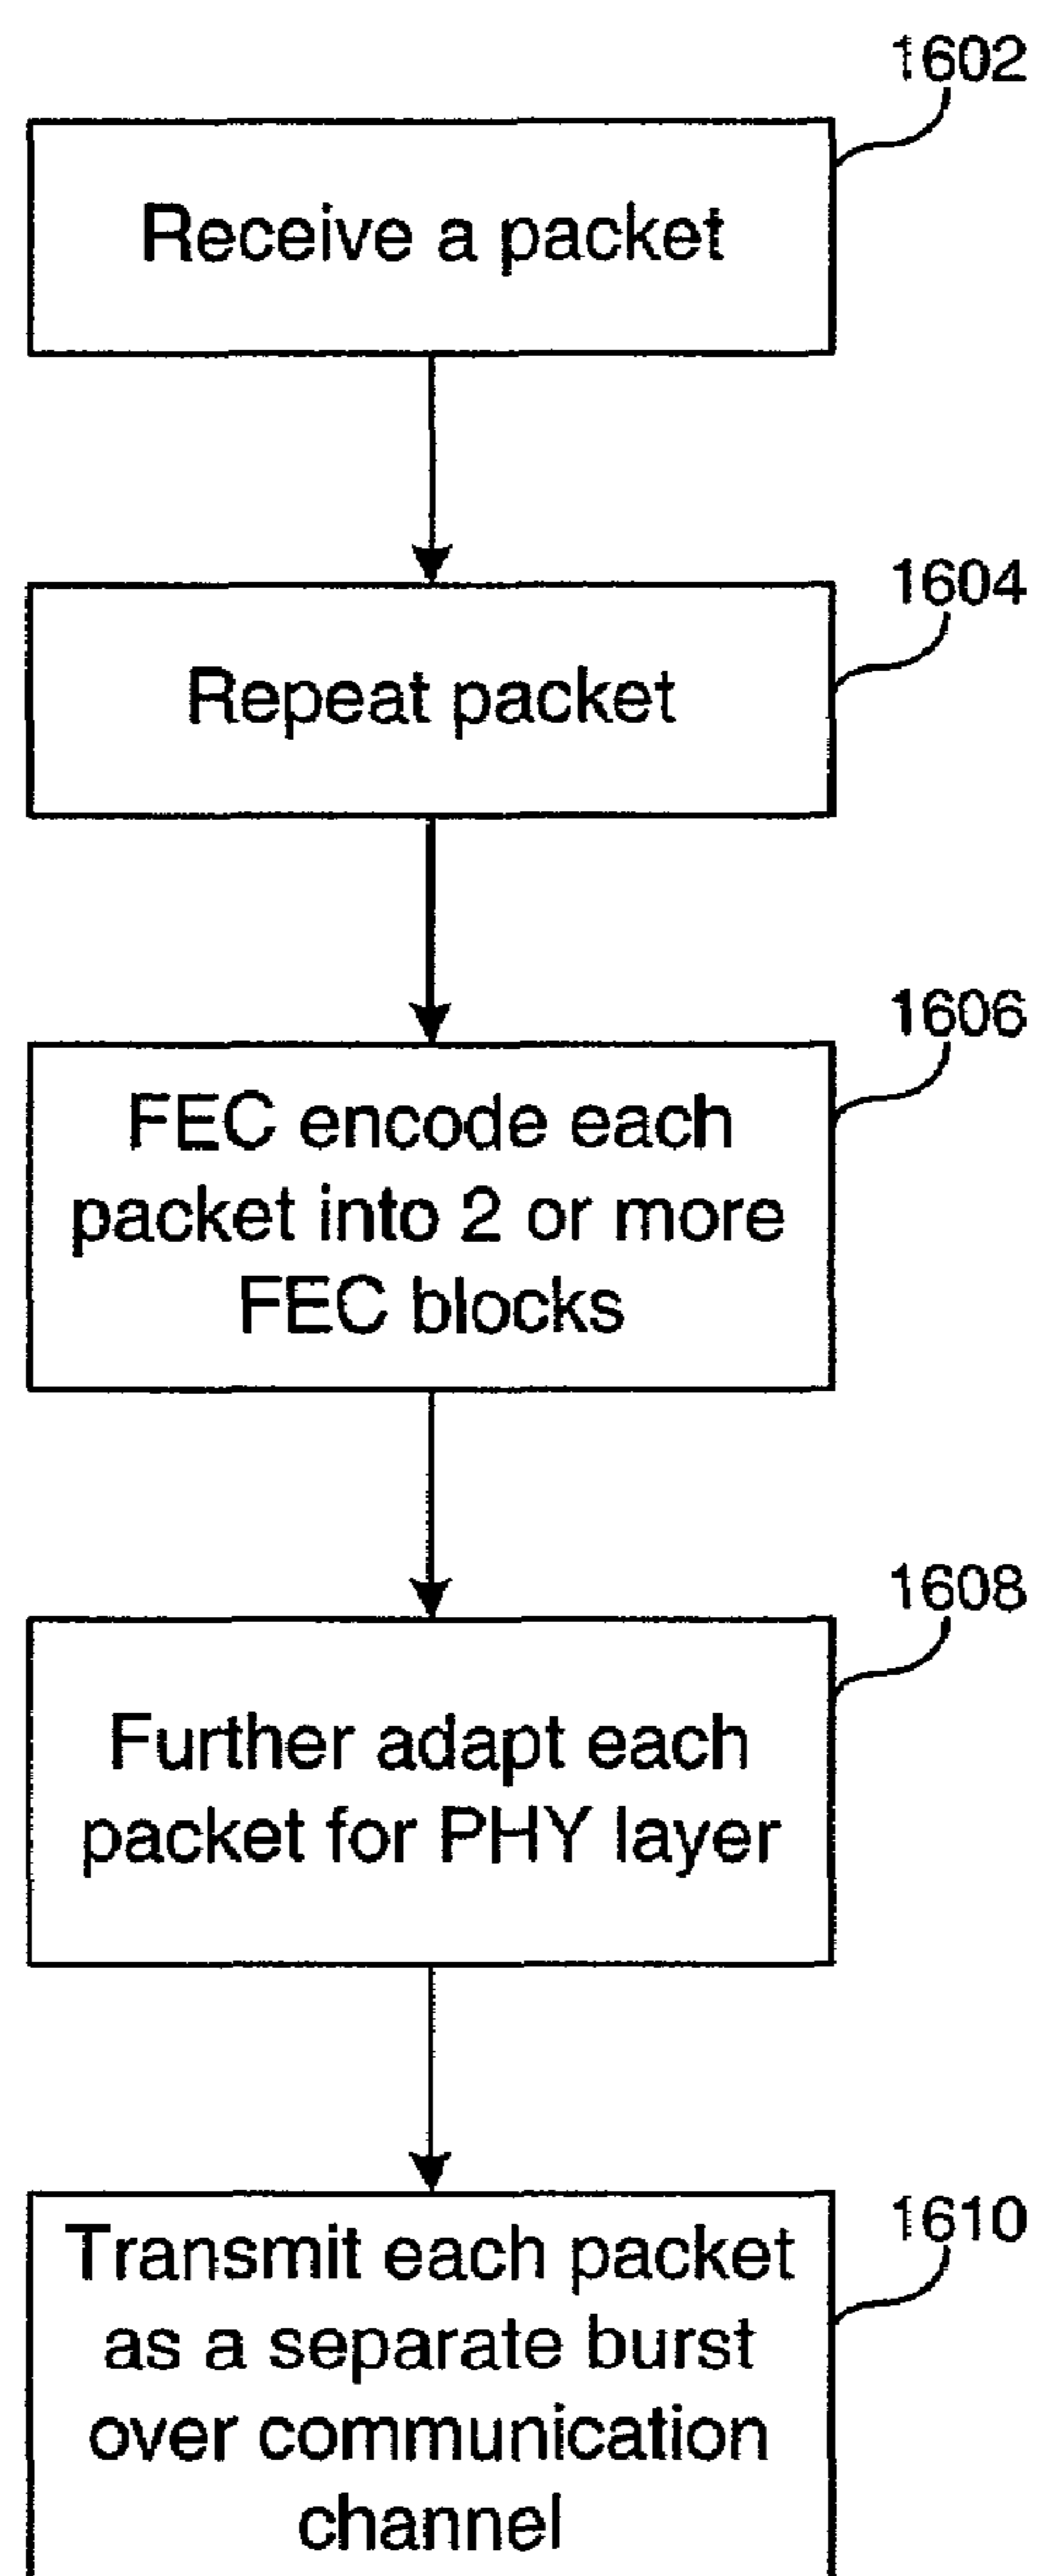 1602
Receive a packet
1604
Repeat packet
1606
FEC encode each
packet into 2 or more
FEC blocks
1608
Further adapt each
packet for PHY layer
1610
Transmit each packet
as a separate burst
over communication
channel